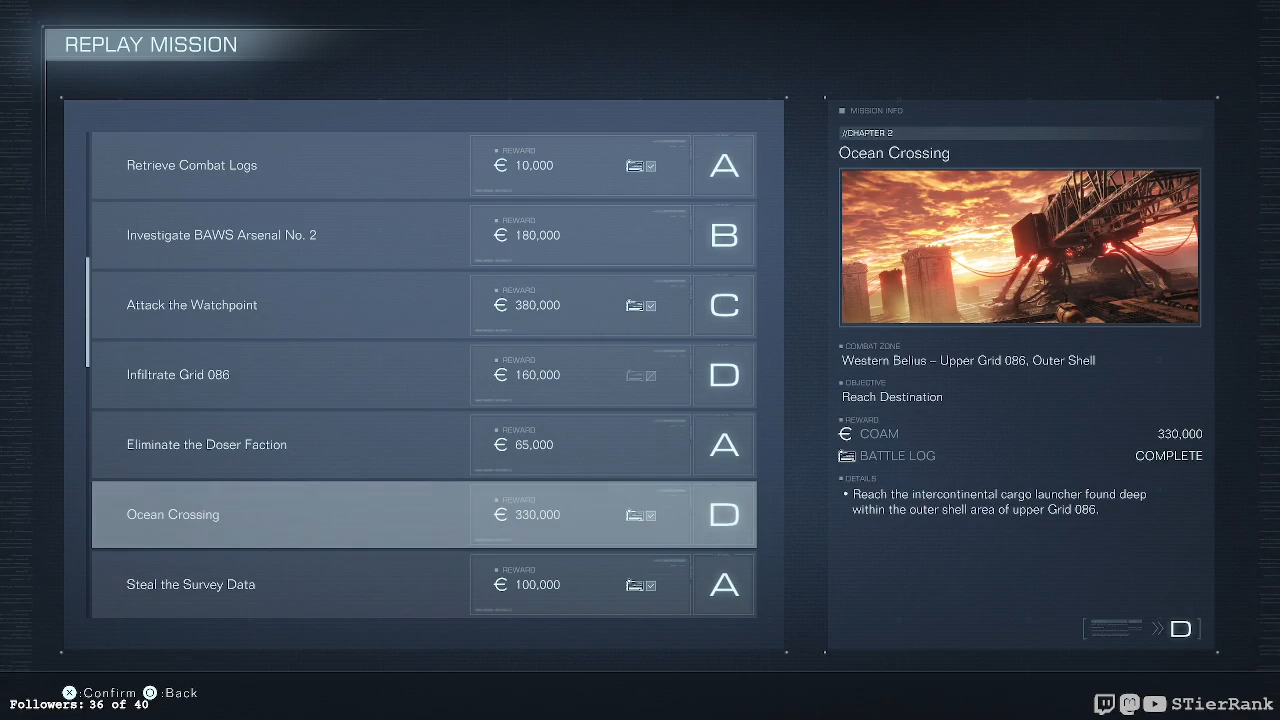 REPLAY MISSION
Retrieve Combat Logs
REWARD
10,000
A
Investigate BAWS Arsenal No. 2
REWARD
180,000
B
Attack the Watchpoint
REWARD
380,000
C
Infiltrate Grid 086
REWARD
160,000
D
Eliminate the Doser Faction
REWARD
65,000
A
Ocean Crossing
REWARD
330,000
D
Steal the Survey Data
REWARD
100,000
A
MISSION INFO
//CHAPTER 2
Ocean Crossing
COMBAT ZONE
Western Belius – Upper Grid 086, Outer Shell
OBJECTIVE
Reach Destination
REWARD
COAM 330,000
BATTLE LOG COMPLETE
DETAILS
• Reach the intercontinental cargo launcher found deep
within the outer shell area of upper Grid 086.
D
:Confirm :Back
Followers: 36 of 40
STierRank